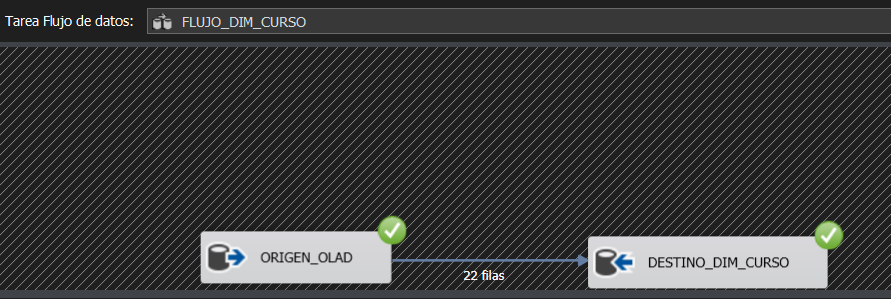 Tarea Flujo de datos: FLUJO_DIM_CURSO
ORIGEN_OLAD
DESTINO_DIM_CURSO
22 filas